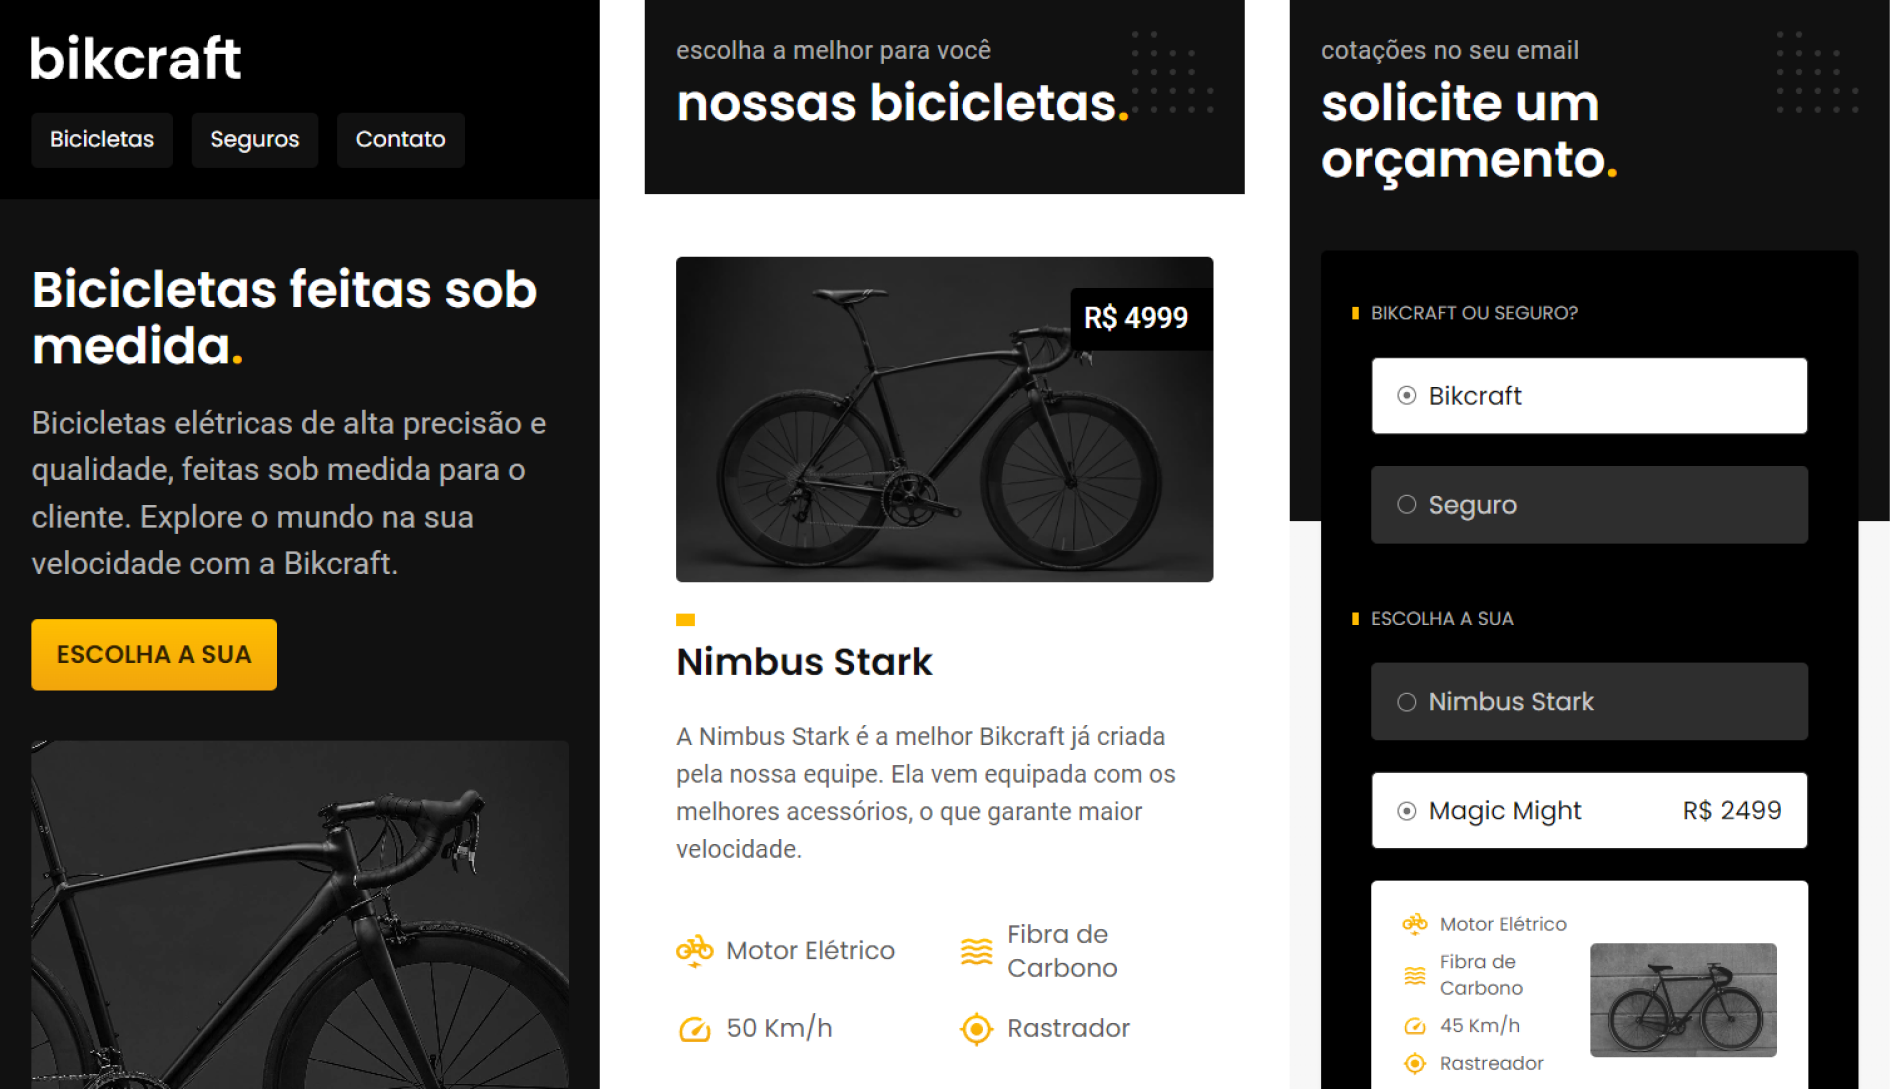 bikcraft
Bicicletas
Seguros
Contato
Bicicletas feitas sob
medida.
Bicicletas elétricas de alta precisão e
qualidade, feitas sob medida para o
cliente. Explore o mundo na sua
velocidade com a Bikcraft.
ESCOLHA A SUA
escolha a melhor para você
nossas bicicletas.
R$ 4999
Nimbus Stark
A Nimbus Stark é a melhor Bikcraft já criada
pela nossa equipe. Ela vem equipada com os
melhores acessórios, o que garante maior
velocidade.
Motor Elétrico
Fibra de
Carbono
50 Km/h
Rastrador
cotações no seu email
solicite um
orçamento.
BIKCRAFT OU SEGURO?
Bikcraft
Seguro
ESCOLHA A SUA
Nimbus Stark
Magic Might R$ 2499
Motor Elétrico
Fibra de
Carbono
45 Km/h
Rastreador